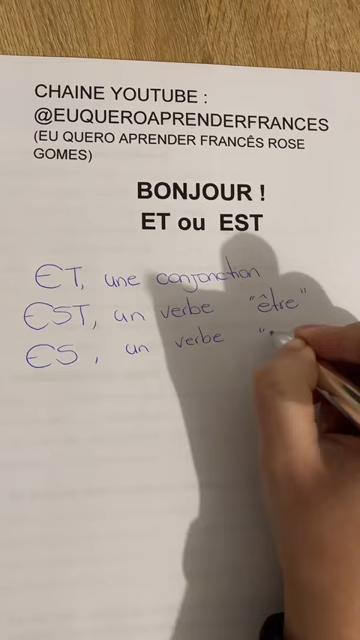 CHAINE YOUTUBE :
@EUQUEROAPRENDERFRANCES
(EU QUERO APRENDER FRANCÊS ROSE
GOMES)
BONJOUR !
ET ou EST
ET, une conjonction
EST, un verbe "être"
ES, un verbe "